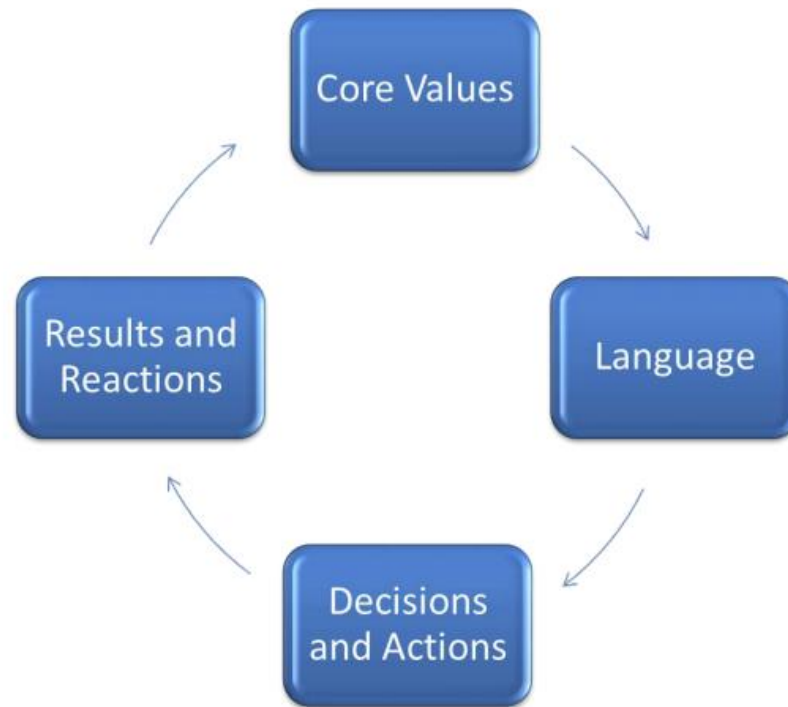 Core Values
Language
Decisions
and Actions
Results and
Reactions